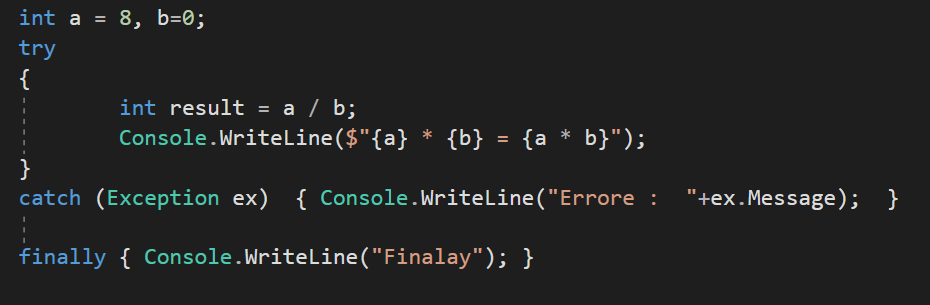 int a = 8, b=0;
try
{
int result = a / b;
Console.WriteLine($"{a} * {b} = {a * b}");
}
catch (Exception ex)  { Console.WriteLine("Errore :  "+ex.Message);  }
finally { Console.WriteLine("Finalay"); }